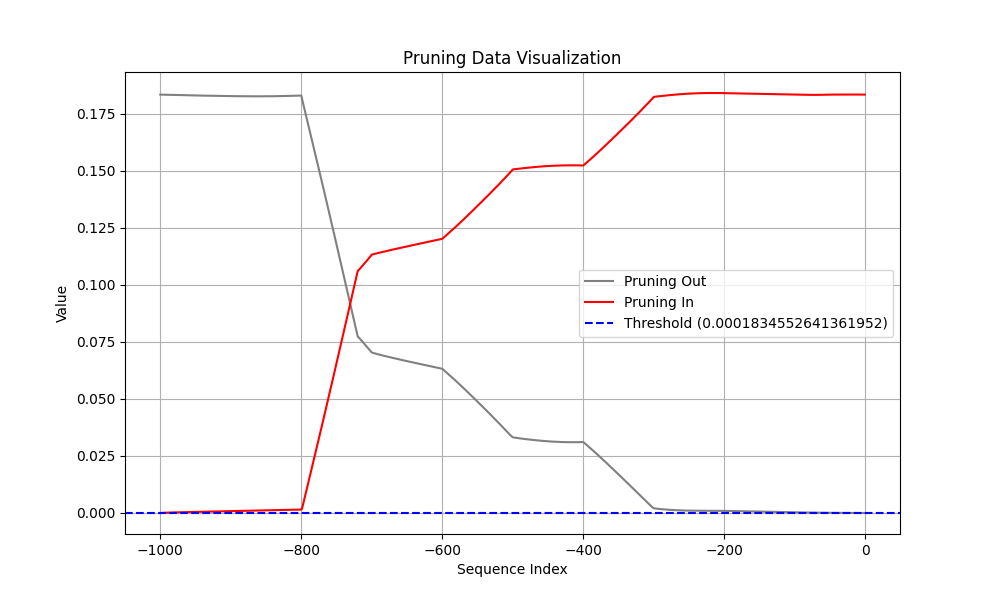 Pruning Data Visualization
Value
0.175
0.150
0.125
0.100
0.075
0.050
0.025
0.000
Pruning Out
Pruning In
Threshold (0.0001834552641361952)
−1000 −800 −600 −400 −200 0
Sequence Index